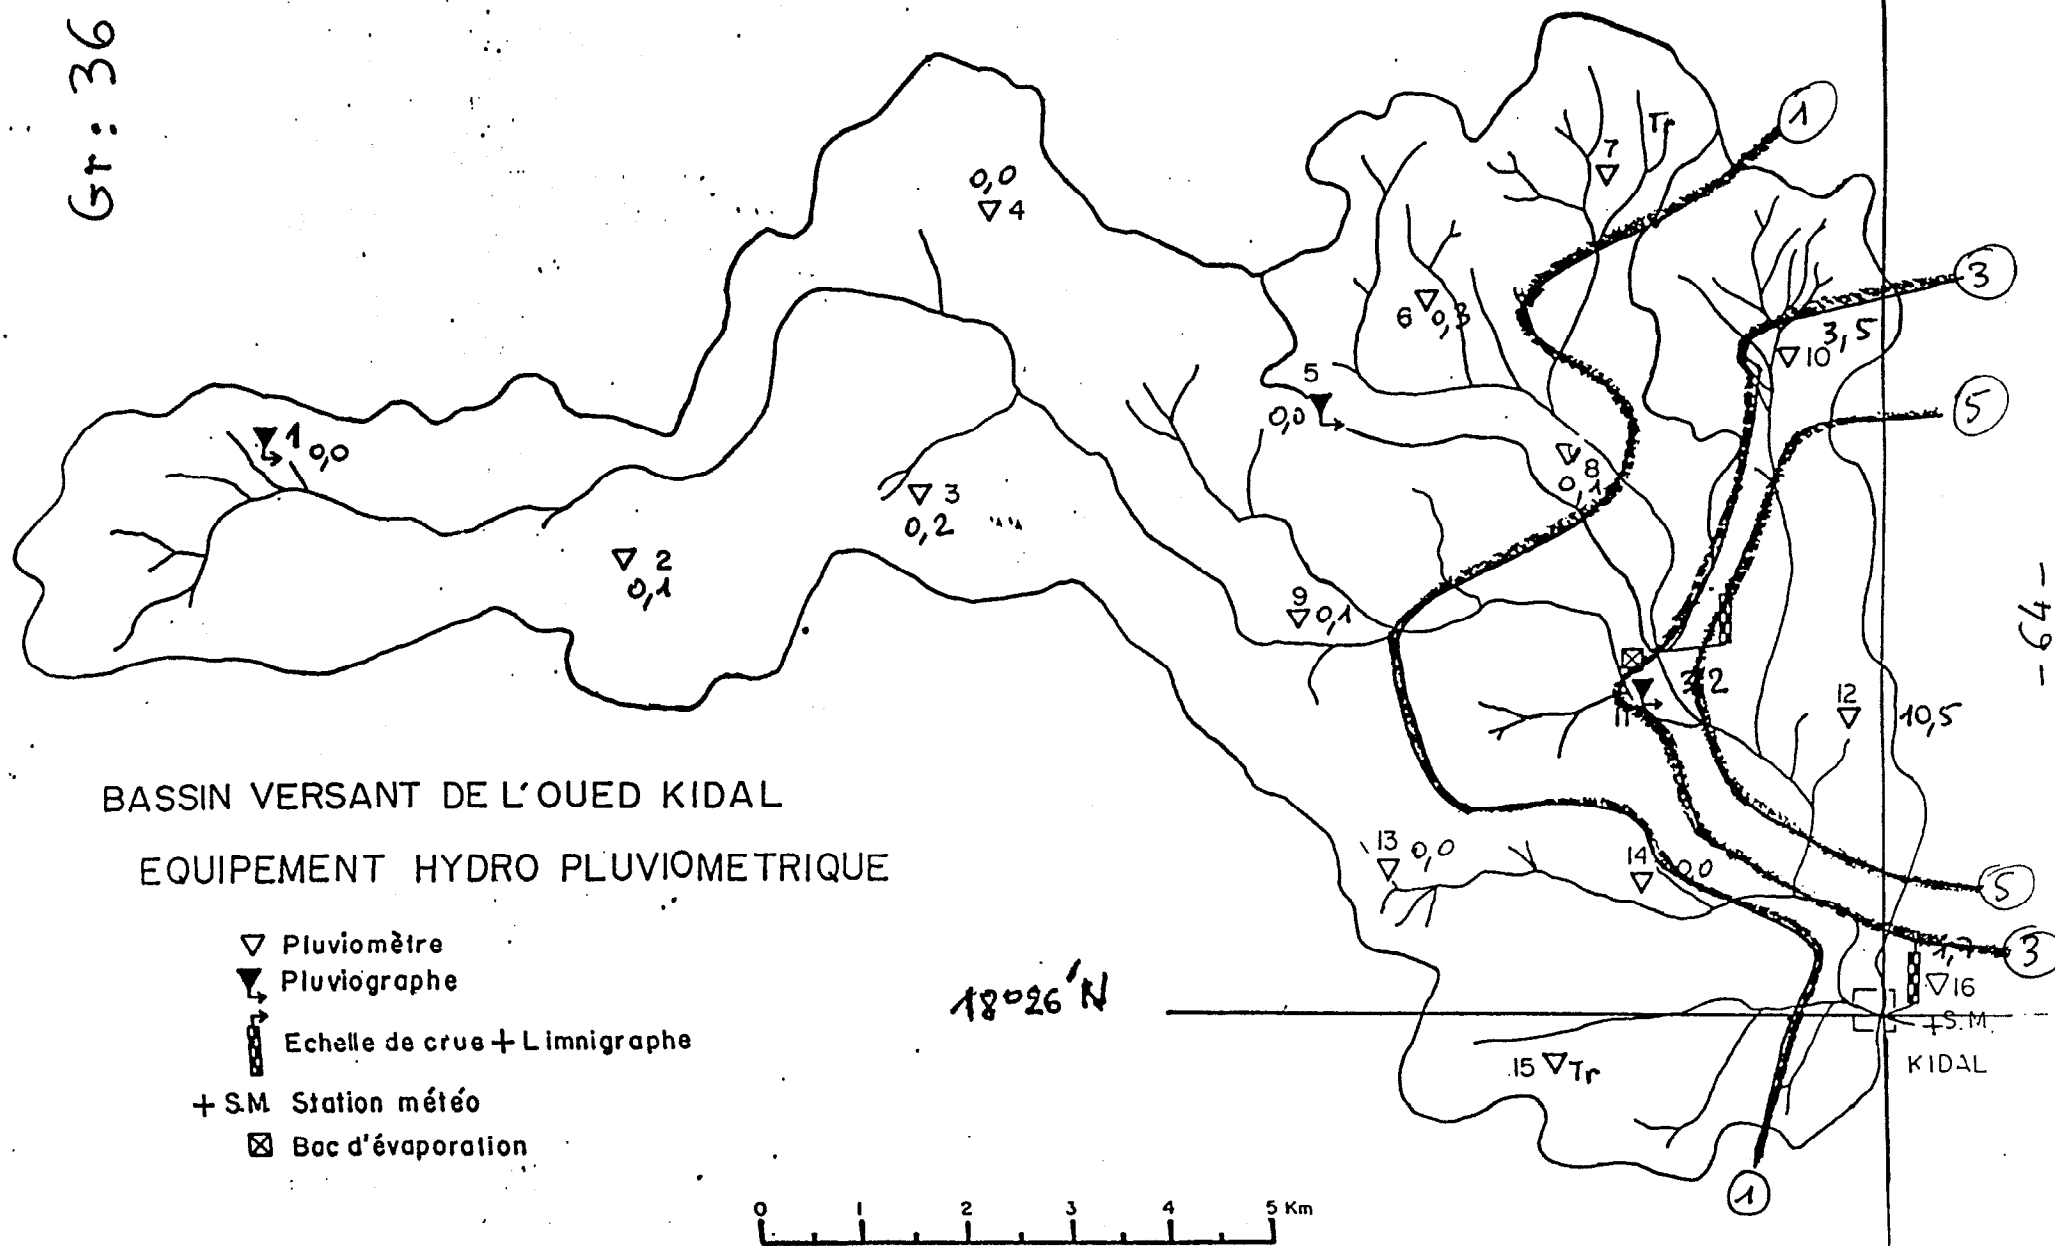 Gr: 36
0,0
4
1 0,0
2
0,1
3
0,2
5
0,0
6 0,3
7
Tr
8
0,1
9 0,1
10
3,5
11
3,2
12
10,5
13 0,0
14 0,0
15 Tr
1,7
16
+S.M.
KIDAL
1
3
5
5
3
1
-64-
18°26'N
BASSIN VERSANT DE L'OUED KIDAL
EQUIPEMENT HYDRO PLUVIOMETRIQUE
Pluviomètre
Pluviographe
Echelle de crue + Limnigraphe
+ S.M. Station météo
Bac d'évaporation
0 1 2 3 4 5 Km